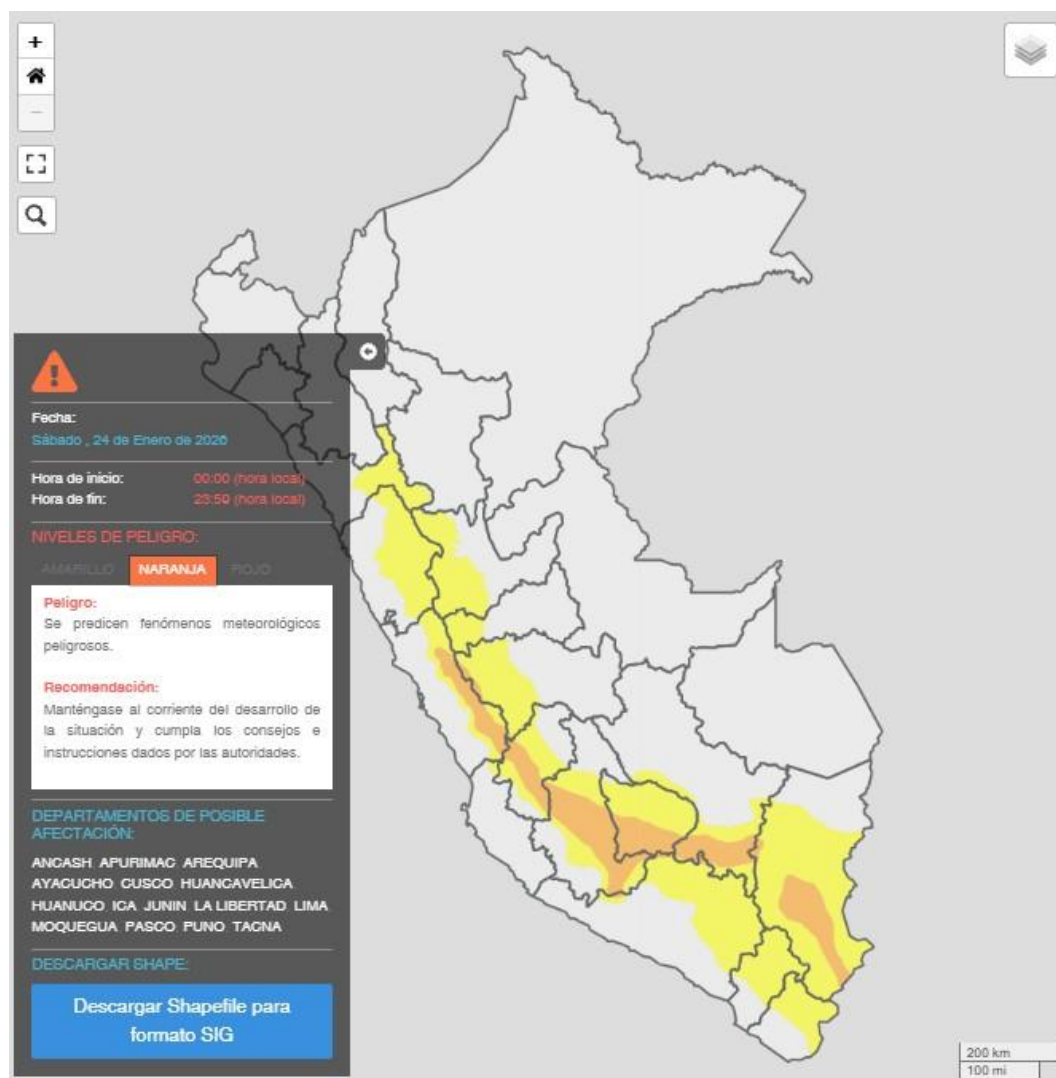 Fecha:
Sábado , 24 de Enero de 2026
Hora de inicio: 00:00 (hora local)
Hora de fin: 23:59 (hora local)
NIVELES DE PELIGRO:
AMARILLO NARANJA ROJO
Peligro:
Se predicen fenómenos meteorológicos
peligrosos.
Recomendación:
Manténgase al corriente del desarrollo de
la situación y cumpla los consejos e
instrucciones dados por las autoridades.
DEPARTAMENTOS DE POSIBLE
AFECTACIÓN:
ANCASH APURIMAC AREQUIPA
AYACUCHO CUSCO HUANCAVELICA
HUANUCO ICA JUNIN LA LIBERTAD LIMA
MOQUEGUA PASCO PUNO TACNA
DESCARGAR SHAPE:
Descargar Shapefile para
formato SIG
200 km
100 mi